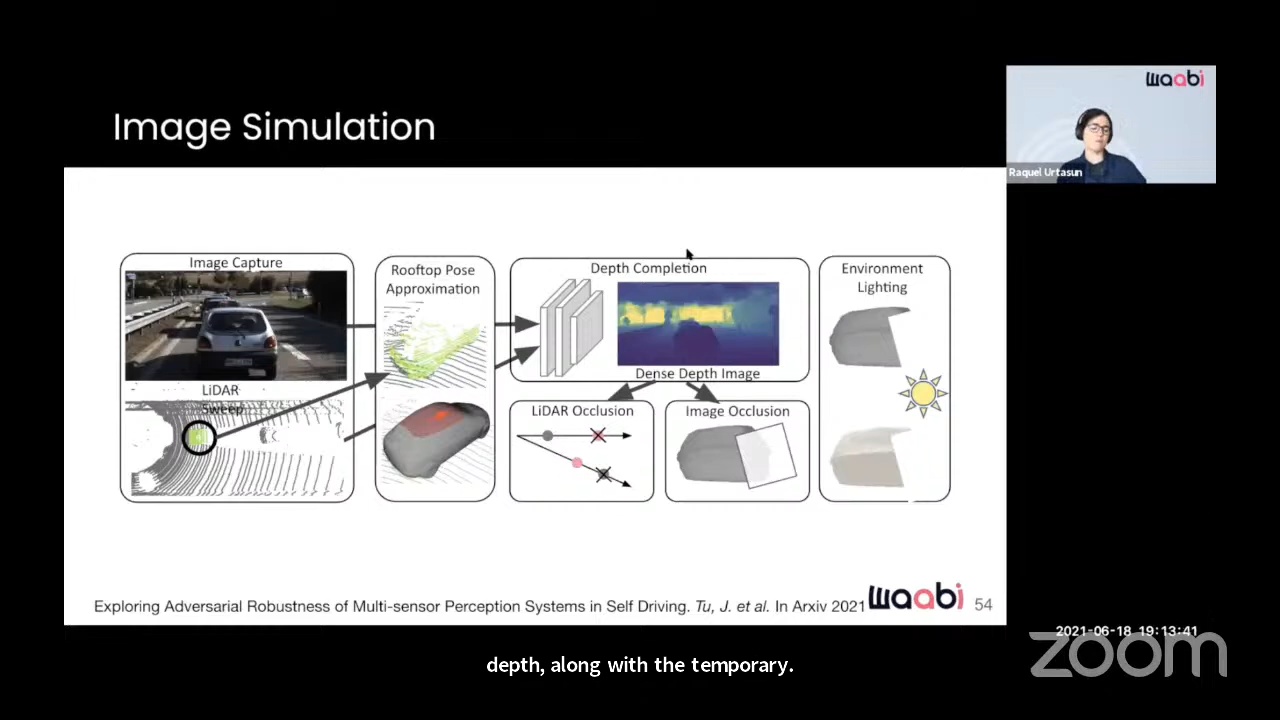 Image Simulation
waabi
Raquel Urtasun
Image Capture
LiDAR
Sweep
Rooftop Pose
Approximation
Depth Completion
Dense Depth Image
LiDAR Occlusion
Image Occlusion
Environment
Lighting
Exploring Adversarial Robustness of Multi-sensor Perception Systems in Self Driving. Tu, J. et al. In Arxiv 2021
waabi
54
2021-06-18 19:13:41
zoom
depth, along with the temporary.